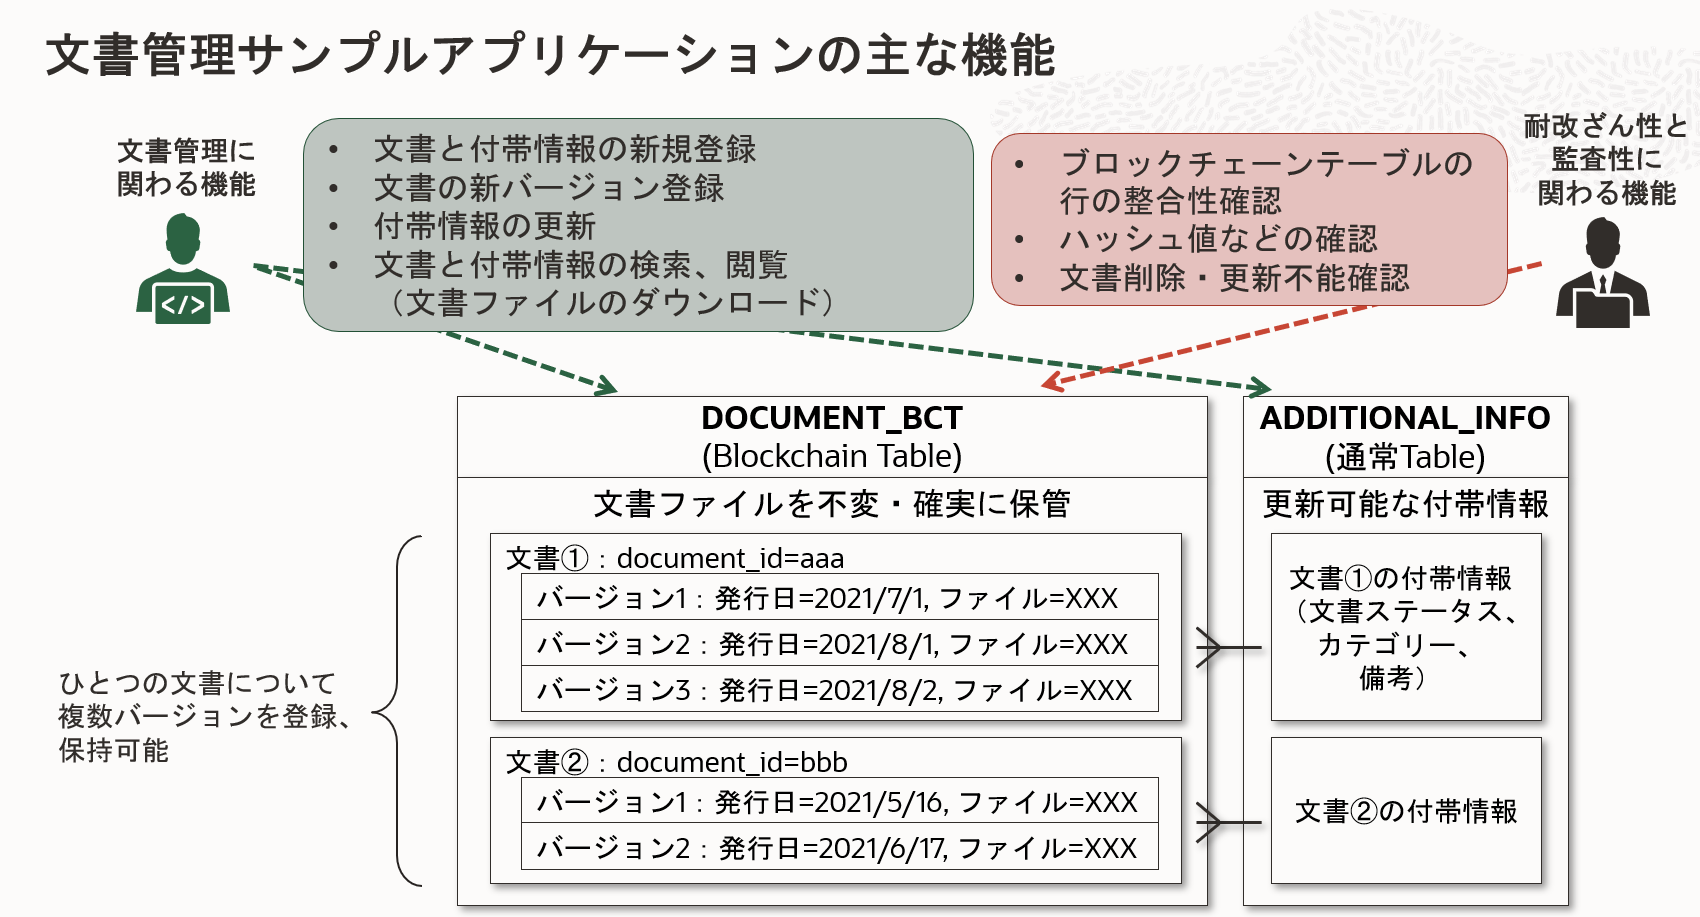 文書管理サンプルアプリケーションの主な機能
文書管理に
関わる機能
</>
• 文書と付帯情報の新規登録
• 文書の新バージョン登録
• 付帯情報の更新
• 文書と付帯情報の検索、閲覧
（文書ファイルのダウンロード）
• ブロックチェーンテーブルの
行の整合性確認
• ハッシュ値などの確認
• 文書削除・更新不能確認
耐改ざん性と
監査性に
関わる機能
DOCUMENT_BCT
(Blockchain Table)
文書ファイルを不変・確実に保管
文書①：document_id=aaa
バージョン1：発行日=2021/7/1, ファイル=XXX
バージョン2：発行日=2021/8/1, ファイル=XXX
バージョン3：発行日=2021/8/2, ファイル=XXX
文書②：document_id=bbb
バージョン1：発行日=2021/5/16, ファイル=XXX
バージョン2：発行日=2021/6/17, ファイル=XXX
ADDITIONAL_INFO
(通常Table)
更新可能な付帯情報
文書①の付帯情報
（文書ステータス、
カテゴリー、
備考）
文書②の付帯情報
ひとつの文書について
複数バージョンを登録、
保持可能